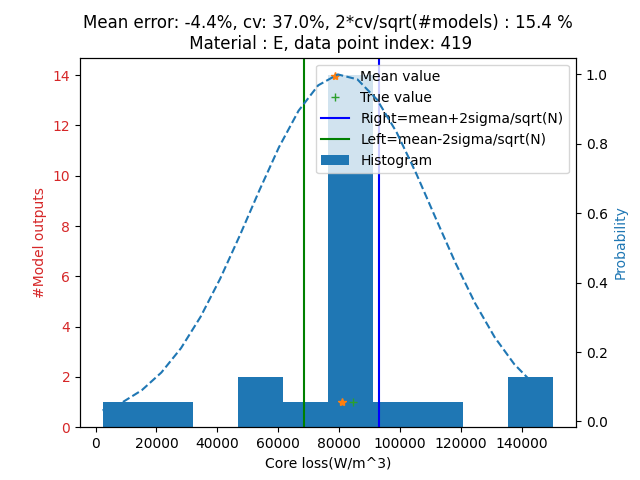 Mean error: -4.4%, cv: 37.0%, 2*cv/sqrt(#models) : 15.4 %
Material : E, data point index: 419
Mean value
True value
Right=mean+2sigma/sqrt(N)
Left=mean-2sigma/sqrt(N)
Histogram
14
12
10
8
6
4
2
0
#Model outputs
1.0
0.8
0.6
0.4
0.2
0.0
Probability
0 20000 40000 60000 80000 100000 120000 140000
Core loss(W/m^3)